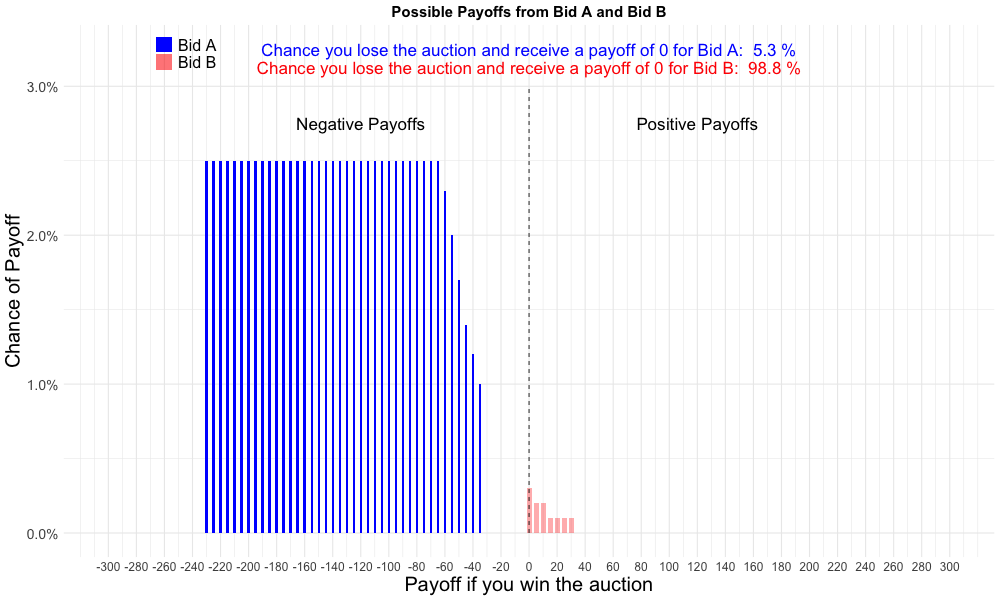 Possible Payoffs from Bid A and Bid B
Bid A
Bid B
Chance you lose the auction and receive a payoff of 0 for Bid A:  5.3 %
Chance you lose the auction and receive a payoff of 0 for Bid B:  98.8 %
Negative Payoffs
Positive Payoffs
Chance of Payoff
3.0%
2.0%
1.0%
0.0%
-300 -280 -260 -240 -220 -200 -180 -160 -140 -120 -100 -80 -60 -40 -20 0 20 40 60 80 100 120 140 160 180 200 220 240 260 280 300
Payoff if you win the auction